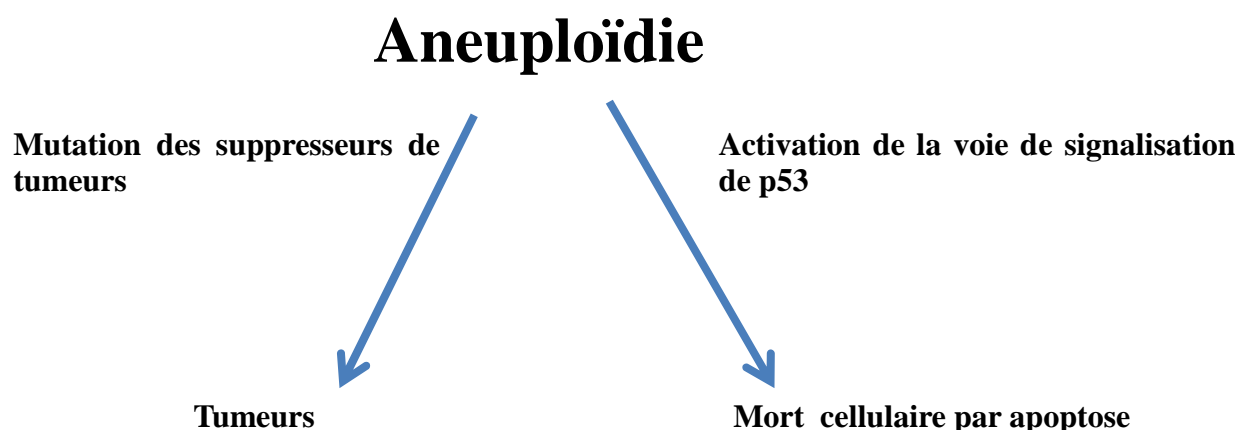 Aneuploïdie
Mutation des suppresseurs de
tumeurs
Activation de la voie de signalisation
de p53
Tumeurs
Mort cellulaire par apoptose